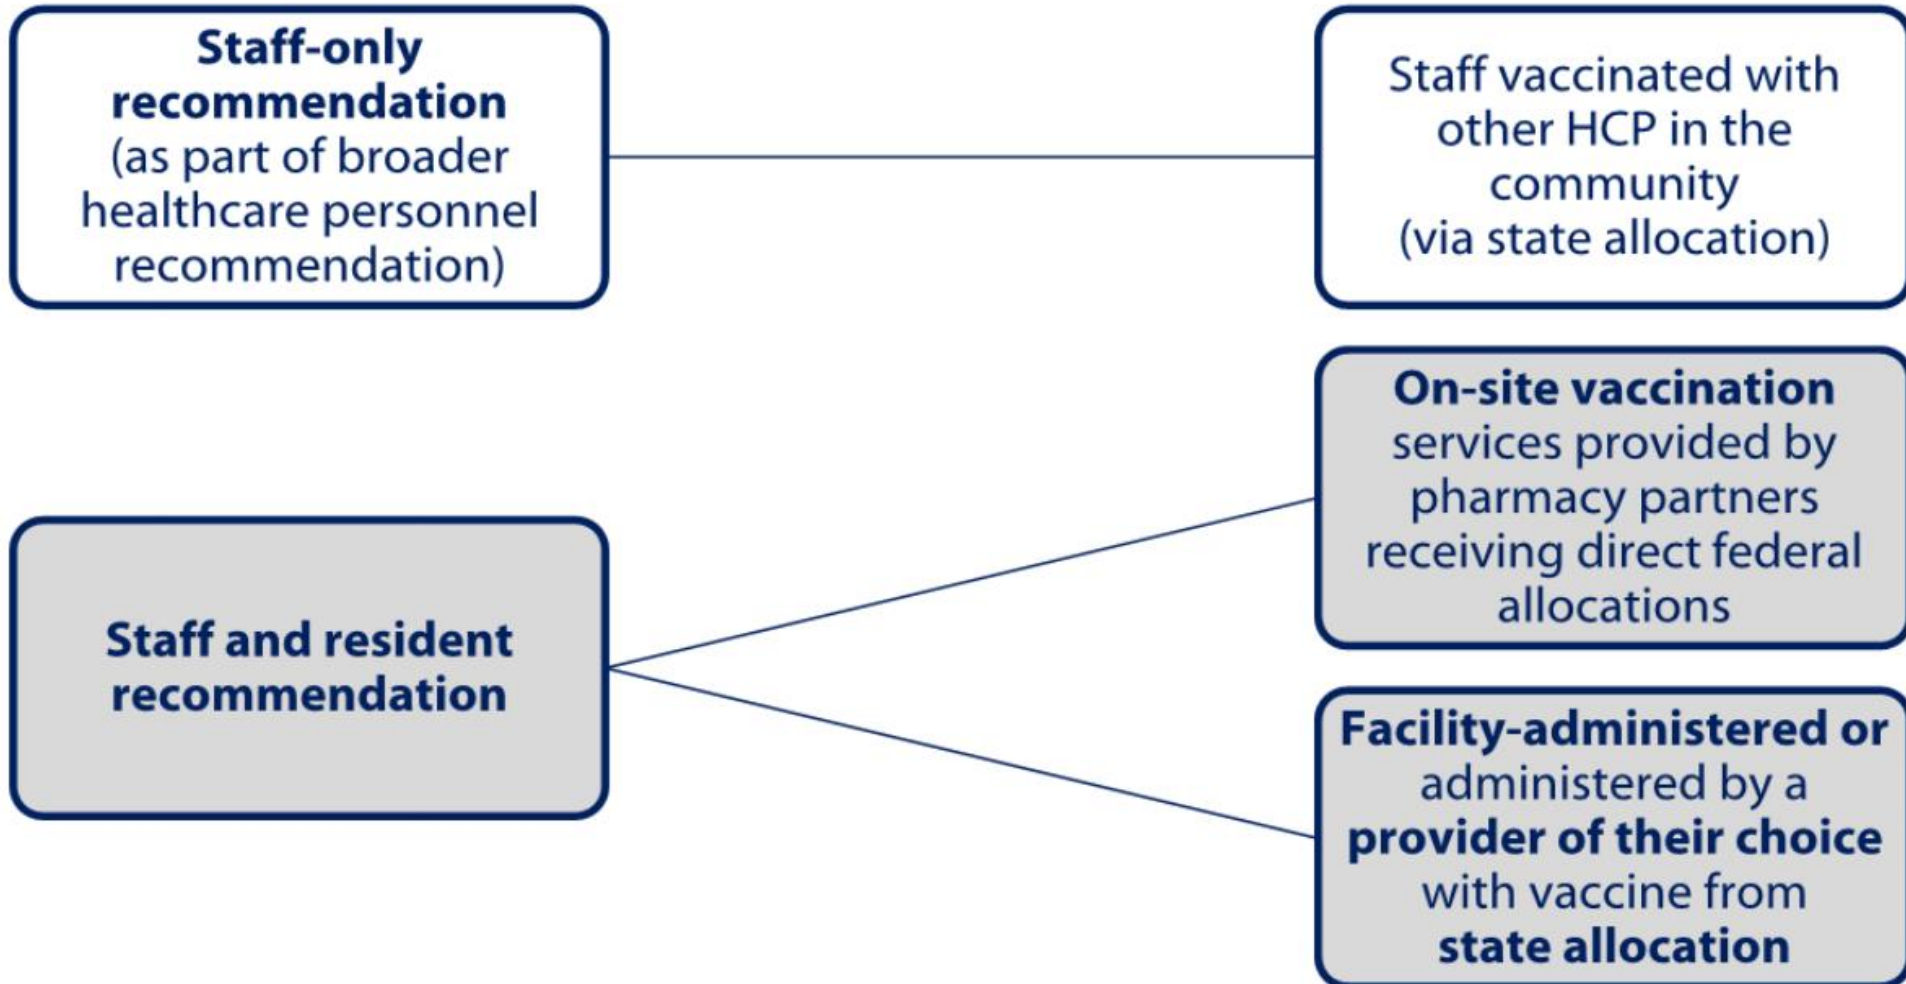 Staff-only
recommendation
(as part of broader
healthcare personnel
recommendation)
Staff vaccinated with
other HCP in the
community
(via state allocation)
Staff and resident
recommendation
On-site vaccination
services provided by
pharmacy partners
receiving direct federal
allocations
Facility-administered or
administered by a
provider of their choice
with vaccine from
state allocation